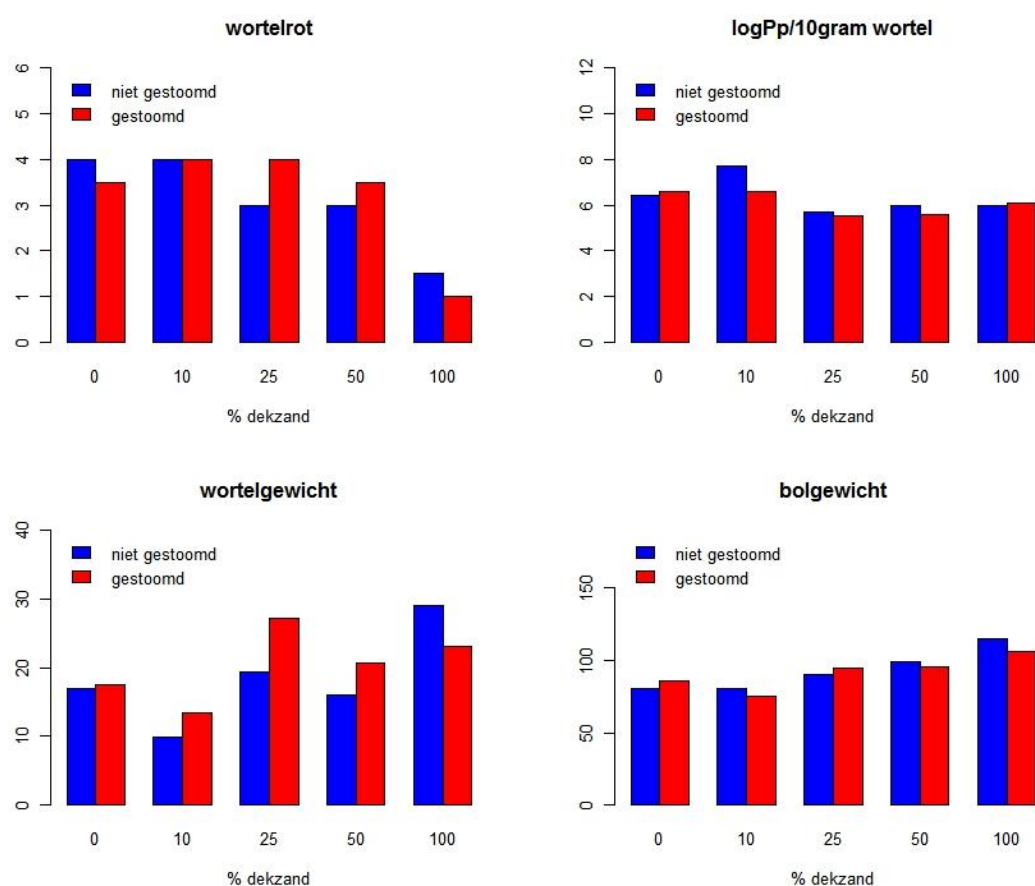 wortelrot
6
5
4
3
2
1
0
niet gestoomd
gestoomd
0 10 25 50 100
% dekzand
logPp/10gram wortel
12
10
8
6
4
2
0
niet gestoomd
gestoomd
0 10 25 50 100
% dekzand
wortelgewicht
40
30
20
10
0
niet gestoomd
gestoomd
0 10 25 50 100
% dekzand
bolgewicht
150
100
50
0
niet gestoomd
gestoomd
0 10 25 50 100
% dekzand